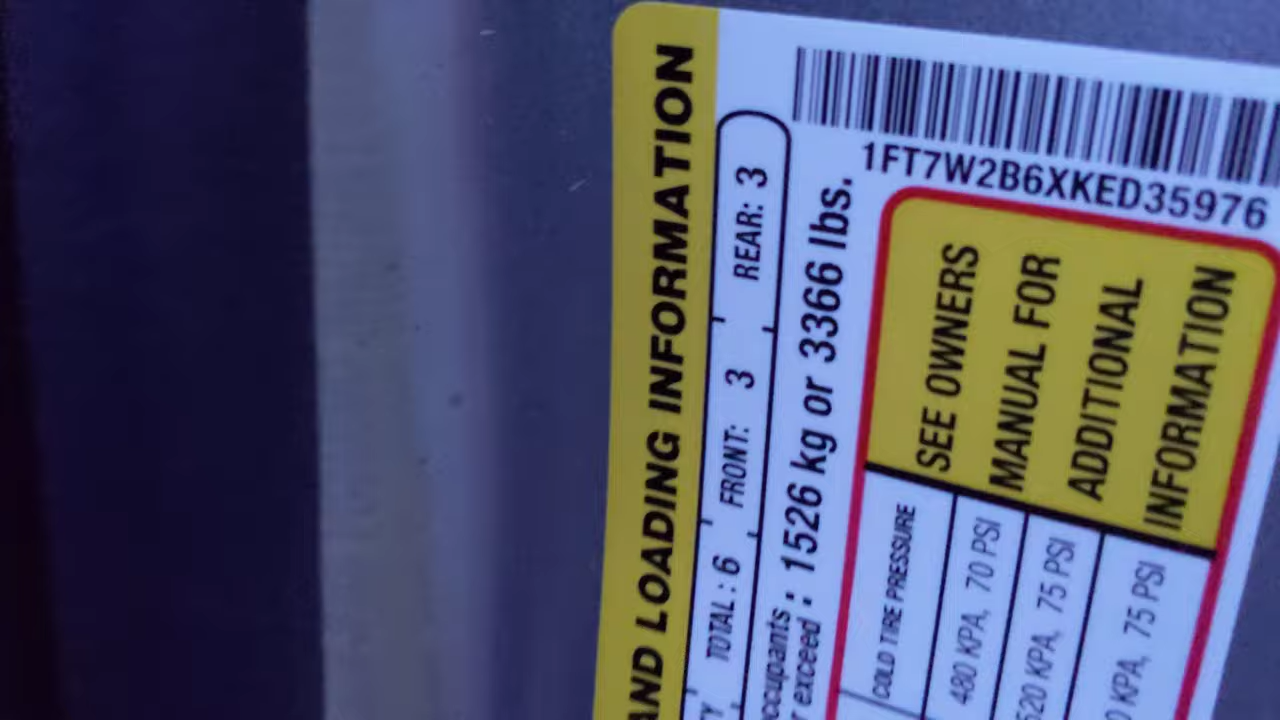 AND LOADING INFORMATION
TOTAL: 6 FRONT: 3 REAR: 3
exceed : 1526 kg or 3366 lbs.
1FT7W2B6XKED35976
COLD TIRE PRESSURE
480 KPA, 70 PSI
520 KPA, 75 PSI
KPA, 75 PSI
SEE OWNERS
MANUAL FOR
ADDITIONAL
INFORMATION